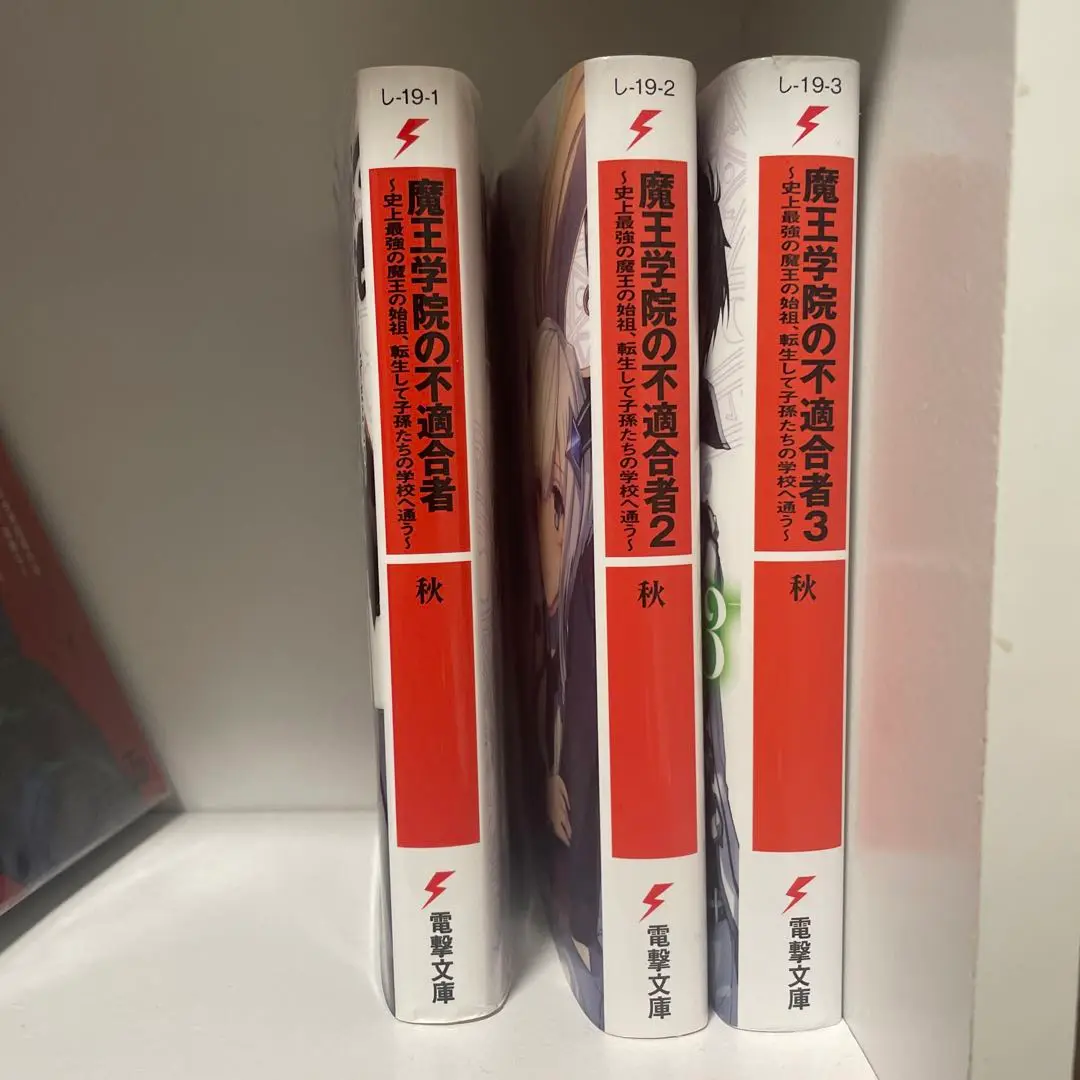 し-19-1
魔王学院の不適合者
~史上最強の魔王の始祖、転生して子孫たちの学校へ通う~
秋
電撃文庫
し-19-2
魔王学院の不適合者2
~史上最強の魔王の始祖、転生して子孫たちの学校へ通う~
秋
電撃文庫
し-19-3
魔王学院の不適合者3
~史上最強の魔王の始祖、転生して子孫たちの学校へ通う~
秋
電撃文庫